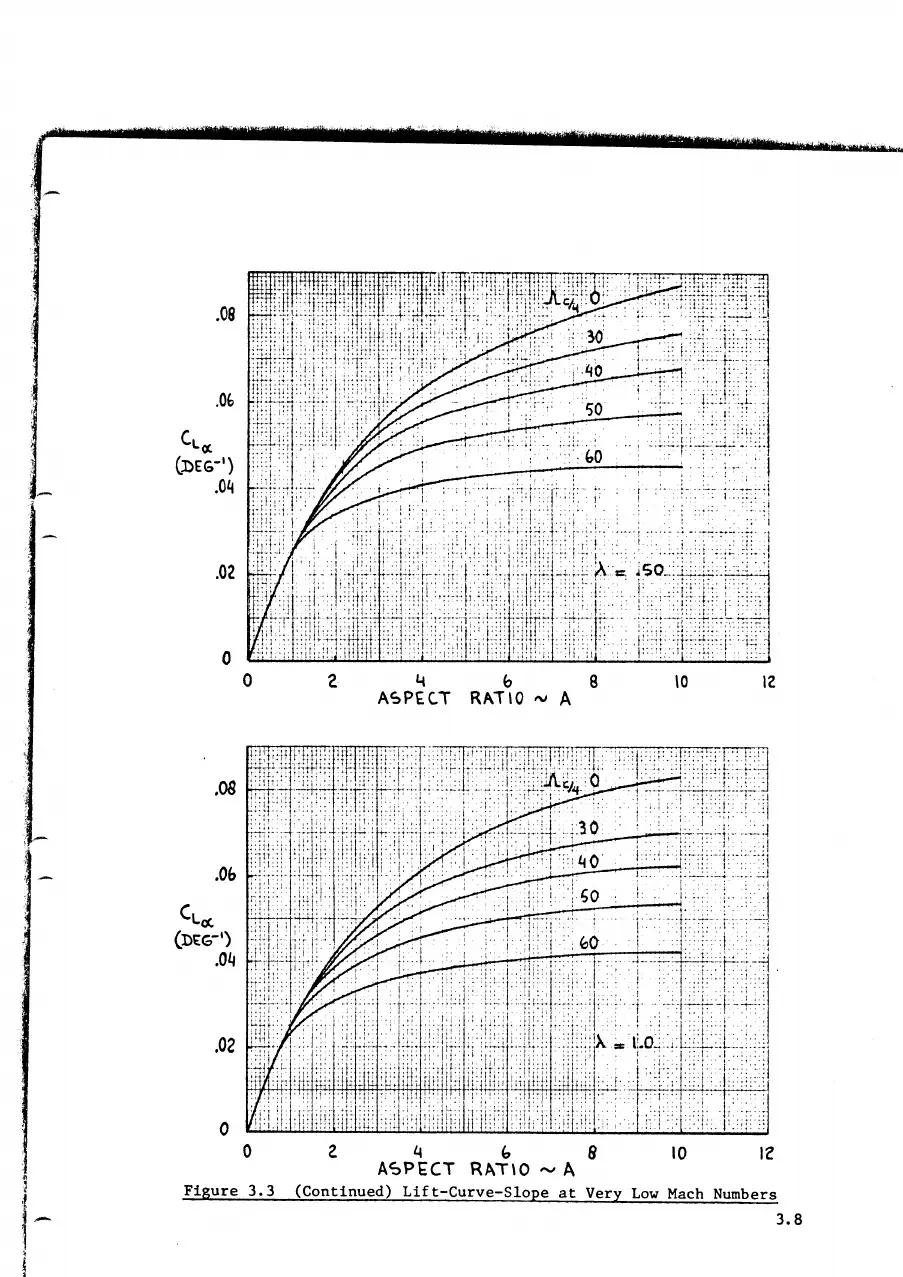 Λc/4 0
.08
30
40
.06
50
CLα
(DEG⁻¹)
60
.04
.02
λ = .50
0
0 2 4 6 8 10 12
ASPECT RATIO ~ A
Λc/4 0
.08
30
40
.06
50
CLα
(DEG⁻¹)
60
.04
.02
λ = 1.0
0
0 2 4 6 8 10 12
ASPECT RATIO ~ A
Figure 3.3 (Continued) Lift-Curve-Slope at Very Low Mach Numbers
3.8